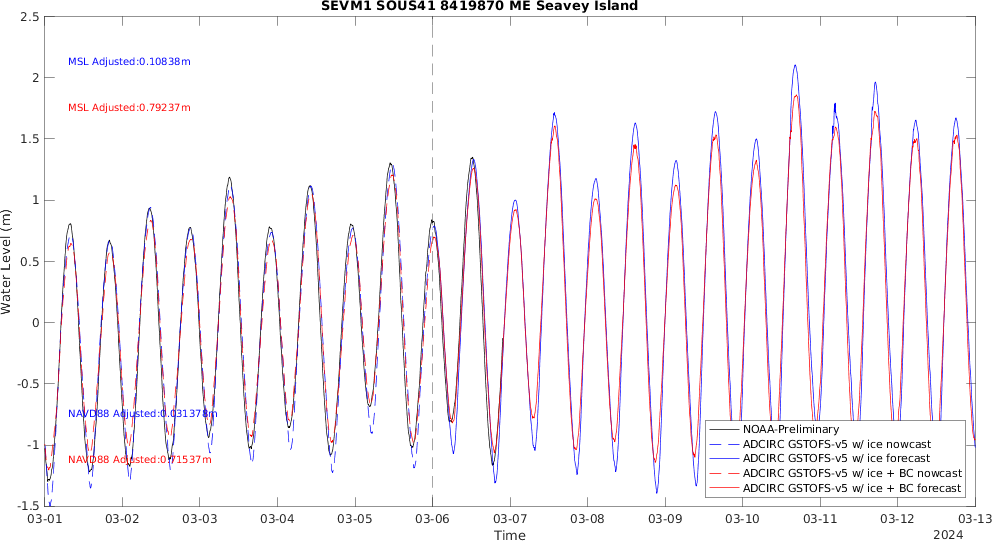 SEVM1 SOUS41 8419870 ME Seavey Island
2.5
2
1.5
1
0.5
0
-0.5
-1
-1.5
Water Level (m)
MSL Adjusted:0.10838m
MSL Adjusted:0.79237m
NAVD88 Adjusted:0.031378m
NOAA-Preliminary
ADCIRC GSTOFS-v5 w/ ice nowcast
ADCIRC GSTOFS-v5 w/ ice forecast
ADCIRC GSTOFS-v5 w/ ice + BC nowcast
ADCIRC GSTOFS-v5 w/ ice + BC forecast
NAVD88 Adjusted:0.71537m
03-01 03-02 03-03 03-04 03-05 03-06 03-07 03-08 03-09 03-10 03-11 03-12 03-13
Time
2024